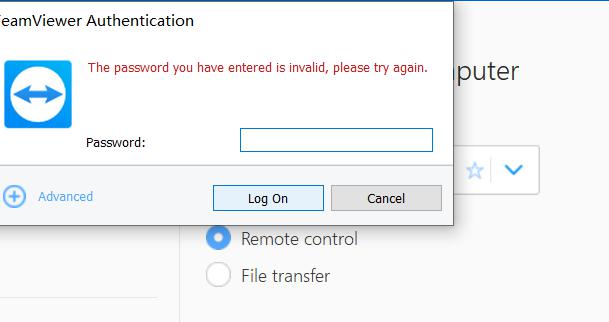 TeamViewer Authentication
The password you have entered is invalid, please try again.
puter
Password:
Advanced
Log On
Cancel
Remote control
File transfer